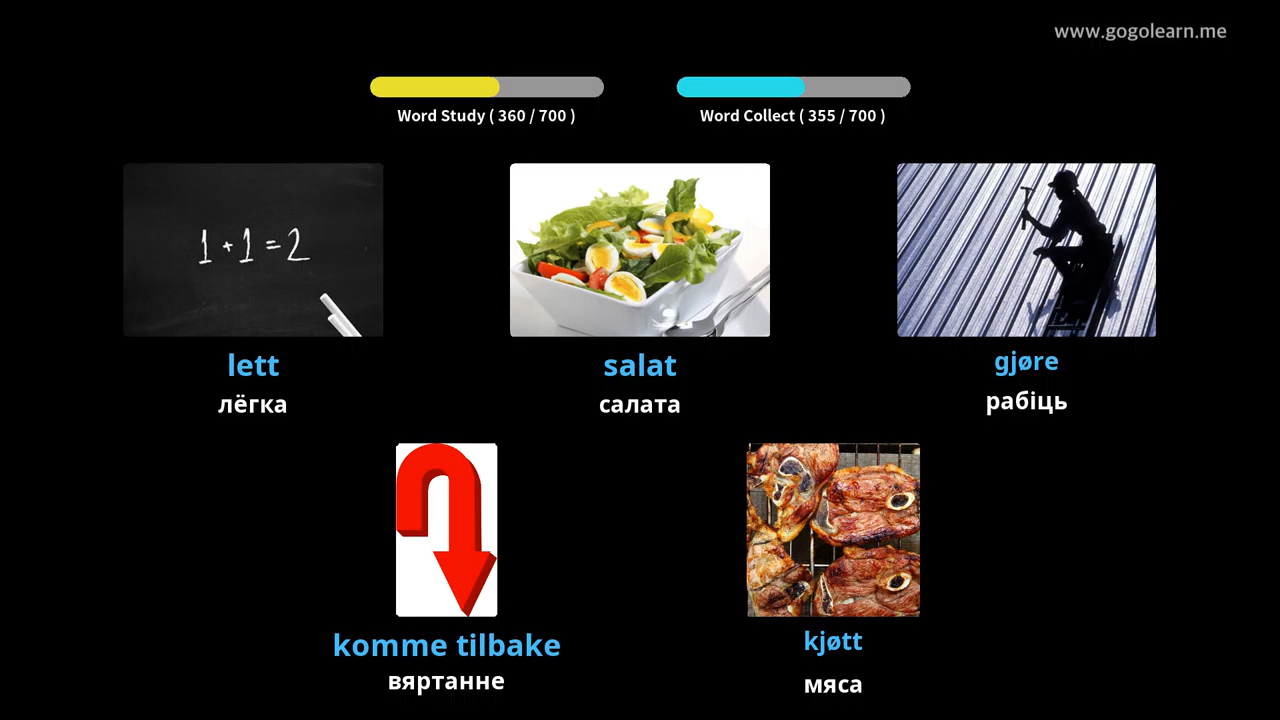 www.gogolearn.me
Word Study ( 360 / 700 )
Word Collect ( 355 / 700 )
1 + 1 = 2
lett
salat
gjøre
лёгка
салата
рабіць
komme tilbake
kjøtt
вяртанне
мяса